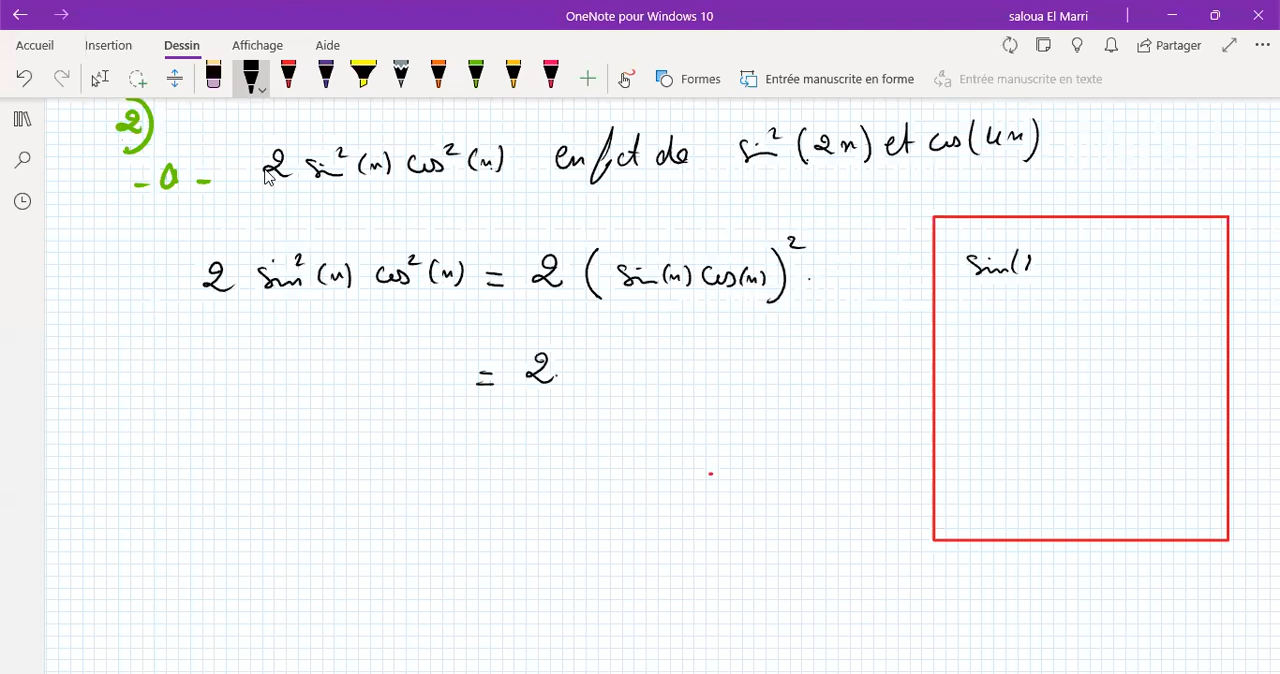 OneNote pour Windows 10
saloua El Marri
Accueil Insertion Dessin Affichage Aide
Partager
Formes Entrée manuscrite en forme Entrée manuscrite en texte
2)
- a - 2 sin²(x) cos²(x) en fct de sin²(2x) et cos(4x)
2 sin²(x) cos²(x) = 2 (sin(x) cos(x))²
sin(
= 2